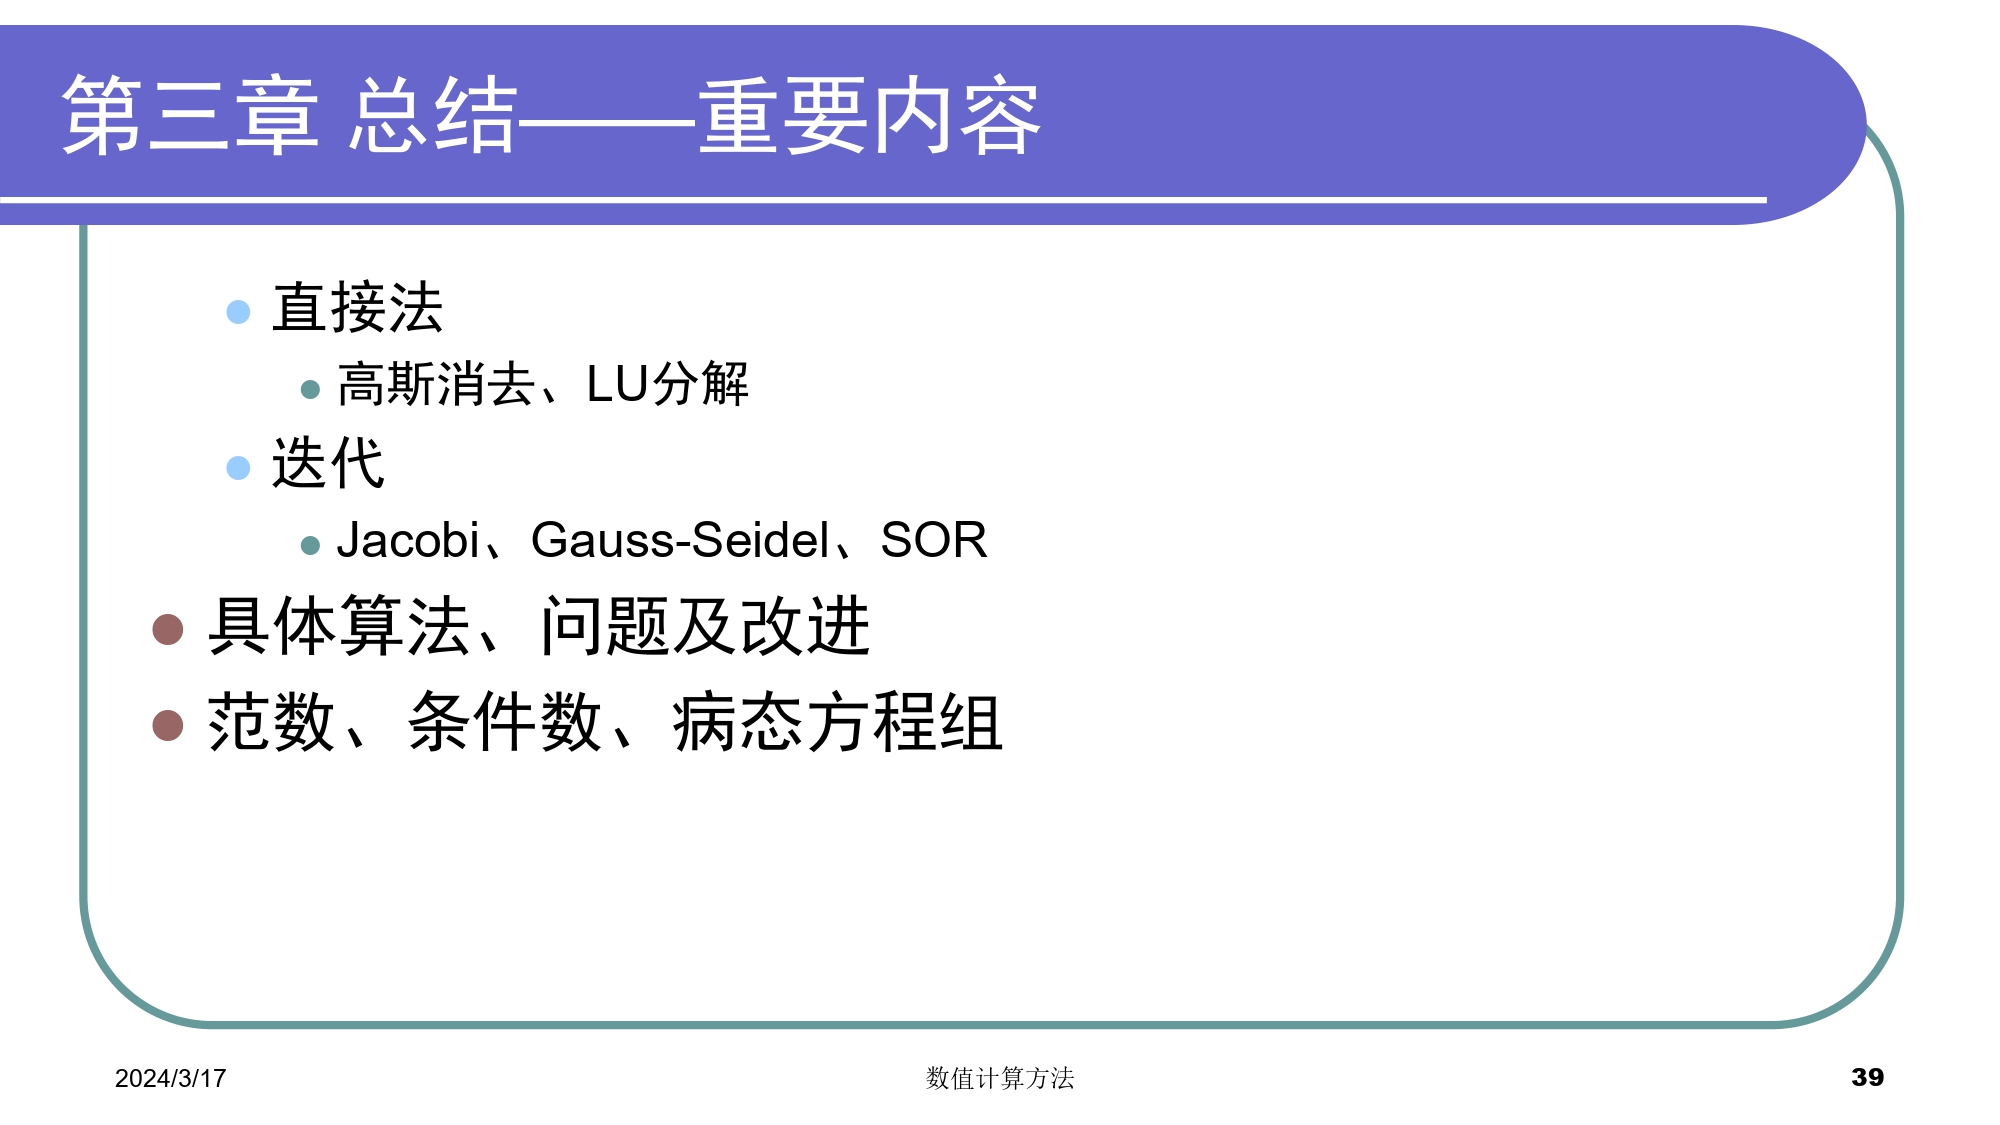 第三章 总结——重要内容
直接法
高斯消去、LU分解
迭代
Jacobi、Gauss-Seidel、SOR
具体算法、问题及改进
范数、条件数、病态方程组
2024/3/17
数值计算方法
39